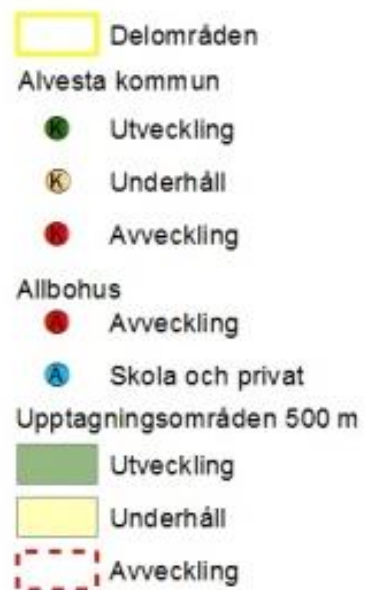 Delområden
Alvesta kommun
K Utveckling
K Underhåll
K Avveckling
Allbohus
A Avveckling
A Skola och privat
Upptagningsområden 500 m
Utveckling
Underhåll
Avveckling